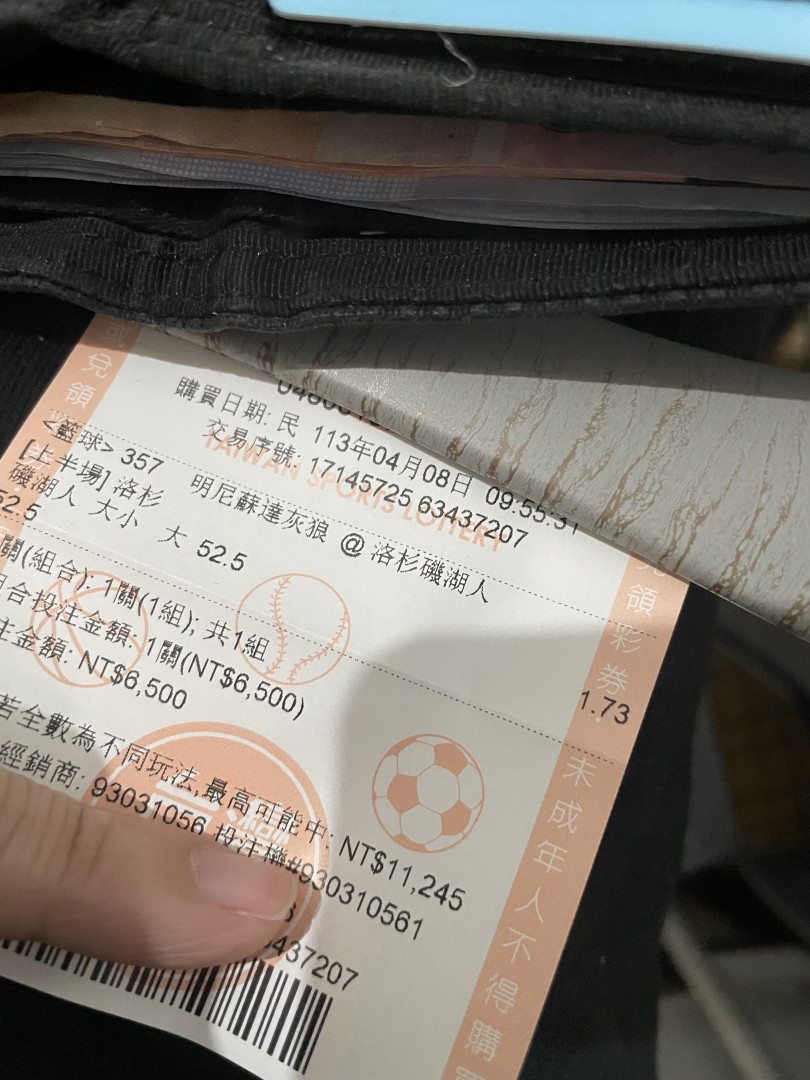 購買日期: 民 113年04月08日 09:55:31
交易序號: 17145725 63437207
TAIWAN SPORTS LOTTERY
<籃球> 357 明尼蘇達灰狼 @ 洛杉磯湖人
[上半場] 洛杉
磯湖人 大小 大 52.5
52.5
1.73
關(組合): 1關(1組); 共1組
合投注金額: 1關(NT$6,500)
金額: NT$6,500
若全數為不同玩法,最高可能中: NT$11,245
經銷商: 93031056 投注機#930310561
437207
或兌領
領彩券
未成年人不得購